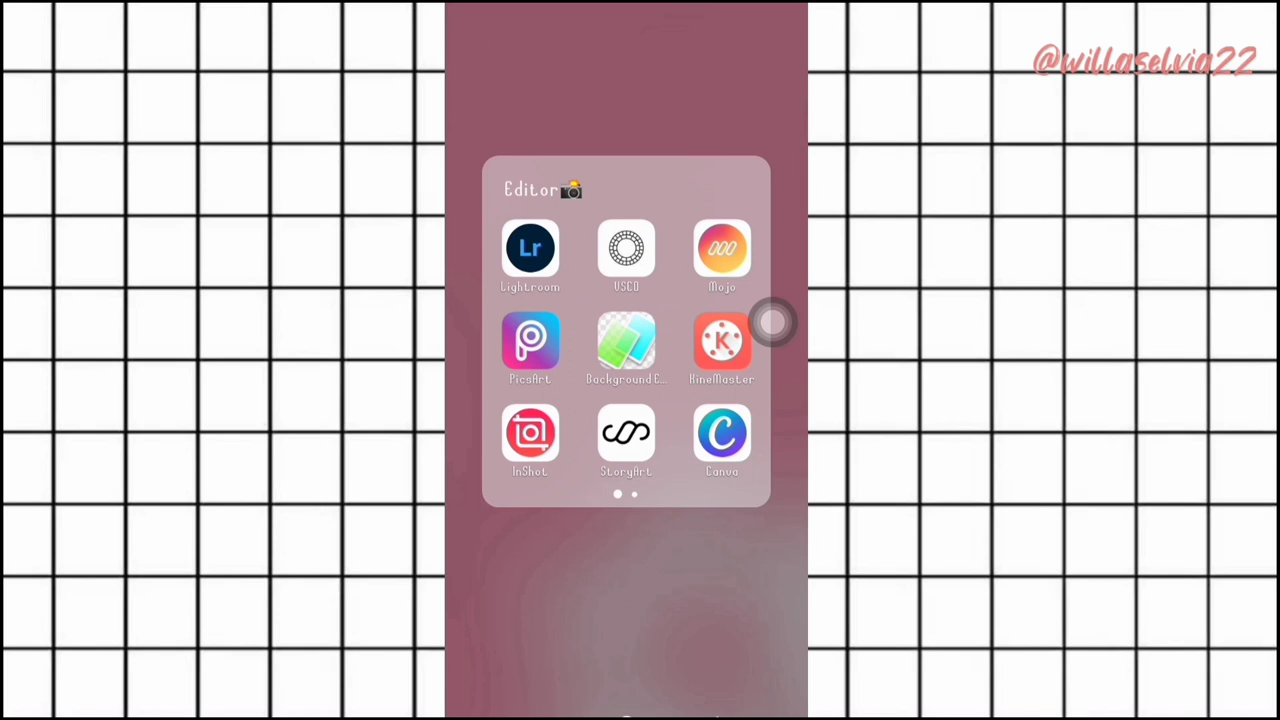 @willaselvia22
Editor📸
Lr
Lightroom
VSCO
Mojo
PicsArt
Background E...
K
KineMaster
InShot
StoryArt
C
Canva